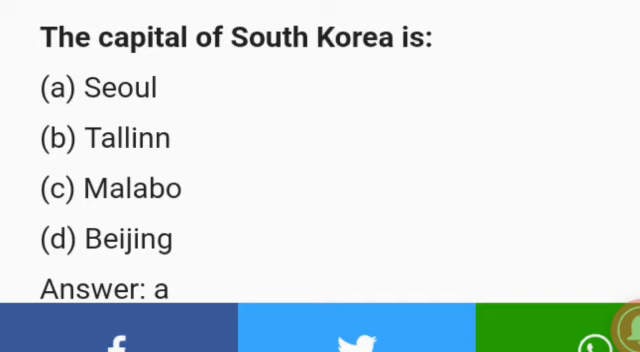 The capital of South Korea is:
(a) Seoul
(b) Tallinn
(c) Malabo
(d) Beijing
Answer: a